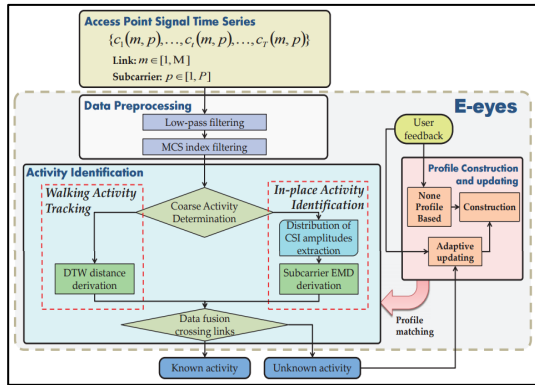 Access Point Signal Time Series
{c₁(m, p),…,cₜ(m, p),…,c_T(m, p)}
Link: m∈[1,M]
Subcarrier: p∈[1,P]
E-eyes
Data Preprocessing
Low-pass filtering
MCS index filtering
User
feedback
Activity Identification
Walking Activity
Tracking
Coarse Activity
Determination
In-place Activity
Identification
Distribution of
CSI amplitudes
extraction
DTW distance
derivation
Subcarrier EMD
derivation
Data fusion
crossing links
Profile Construction
and updating
None
Profile
Based
Construction
Adaptive
updating
Profile
matching
Known activity
Unknown activity